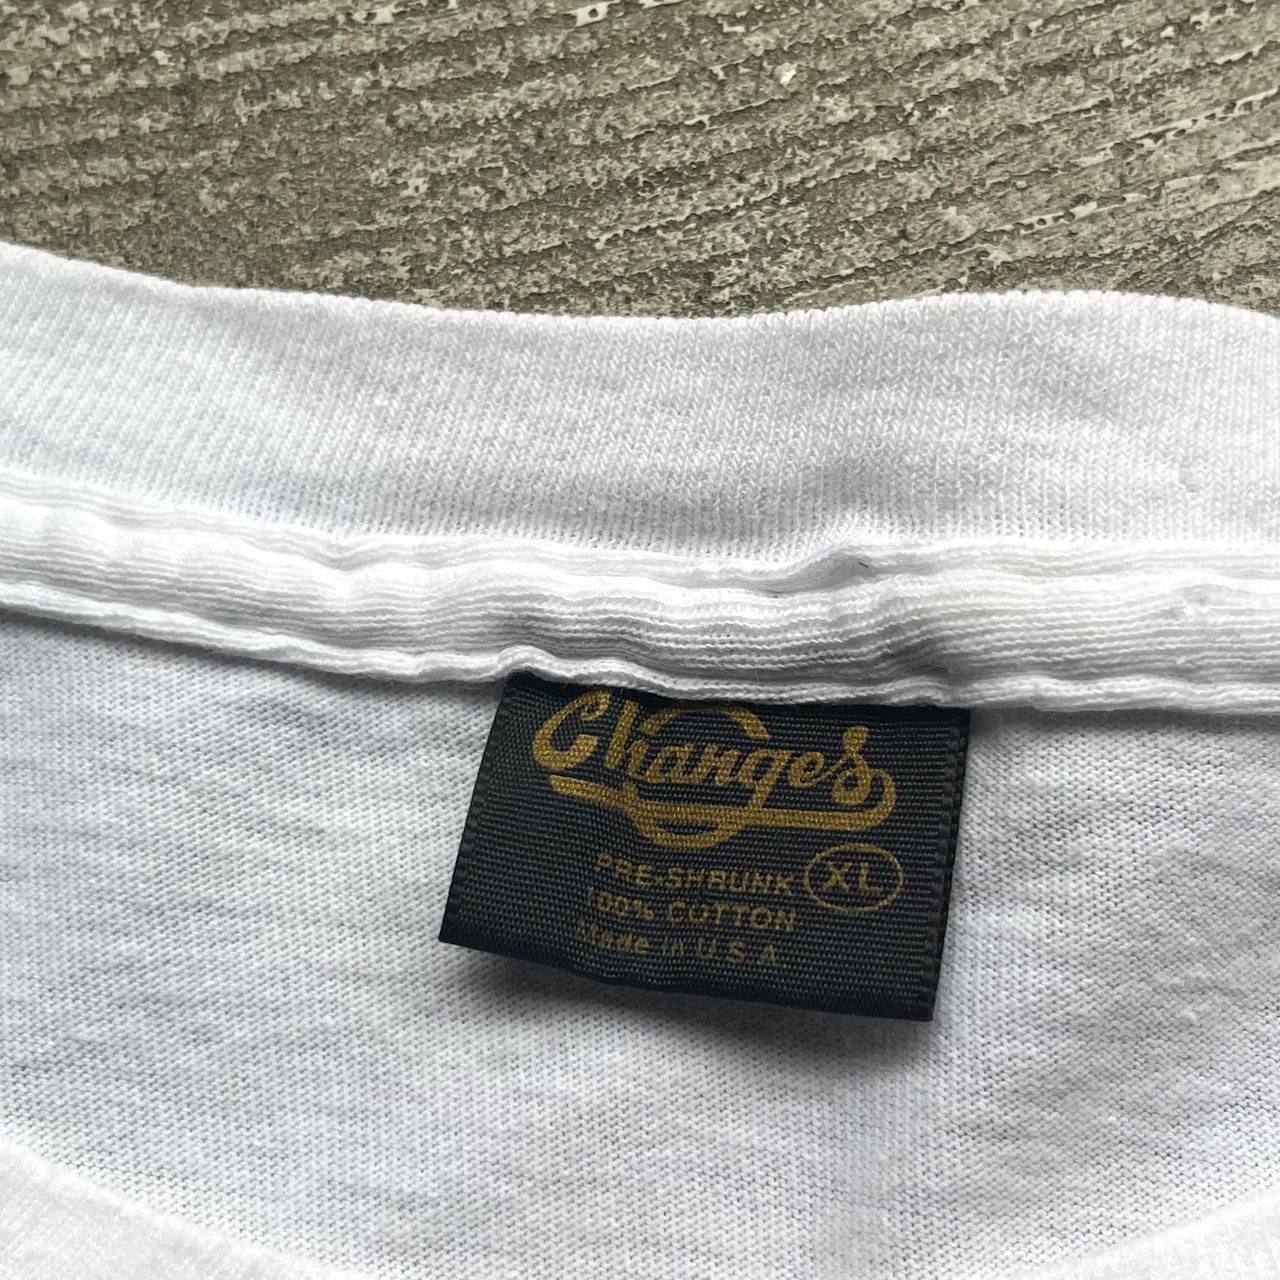 Changes
PRE-SHRUNK XL
100% COTTON
Made in U.S.A.